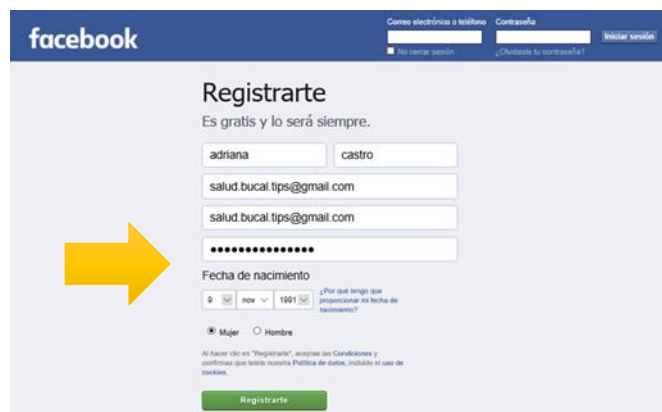 facebook
Correo electrónico o teléfono Contraseña
Iniciar sesión
No cerrar sesión ¿Olvidaste tu contraseña?
Registrarte
Es gratis y lo será siempre.
adriana castro
salud.bucal.tips@gmail.com
salud.bucal.tips@gmail.com
•••••••••••••••
Fecha de nacimiento
9 nov 1991 ¿Por qué tengo que
proporcionar mi fecha de
nacimiento?
Mujer Hombre
Al hacer clic en "Registrarte", aceptas las Condiciones y
confirmas que leíste nuestra Política de datos, incluido el uso de
cookies.
Registrarte